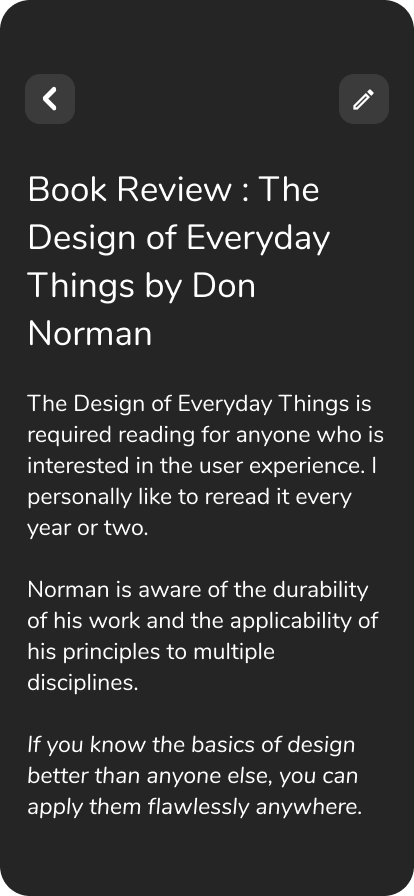 Book Review : The
Design of Everyday
Things by Don
Norman
The Design of Everyday Things is
required reading for anyone who is
interested in the user experience. I
personally like to reread it every
year or two.
Norman is aware of the durability
of his work and the applicability of
his principles to multiple
disciplines.
If you know the basics of design
better than anyone else, you can
apply them flawlessly anywhere.